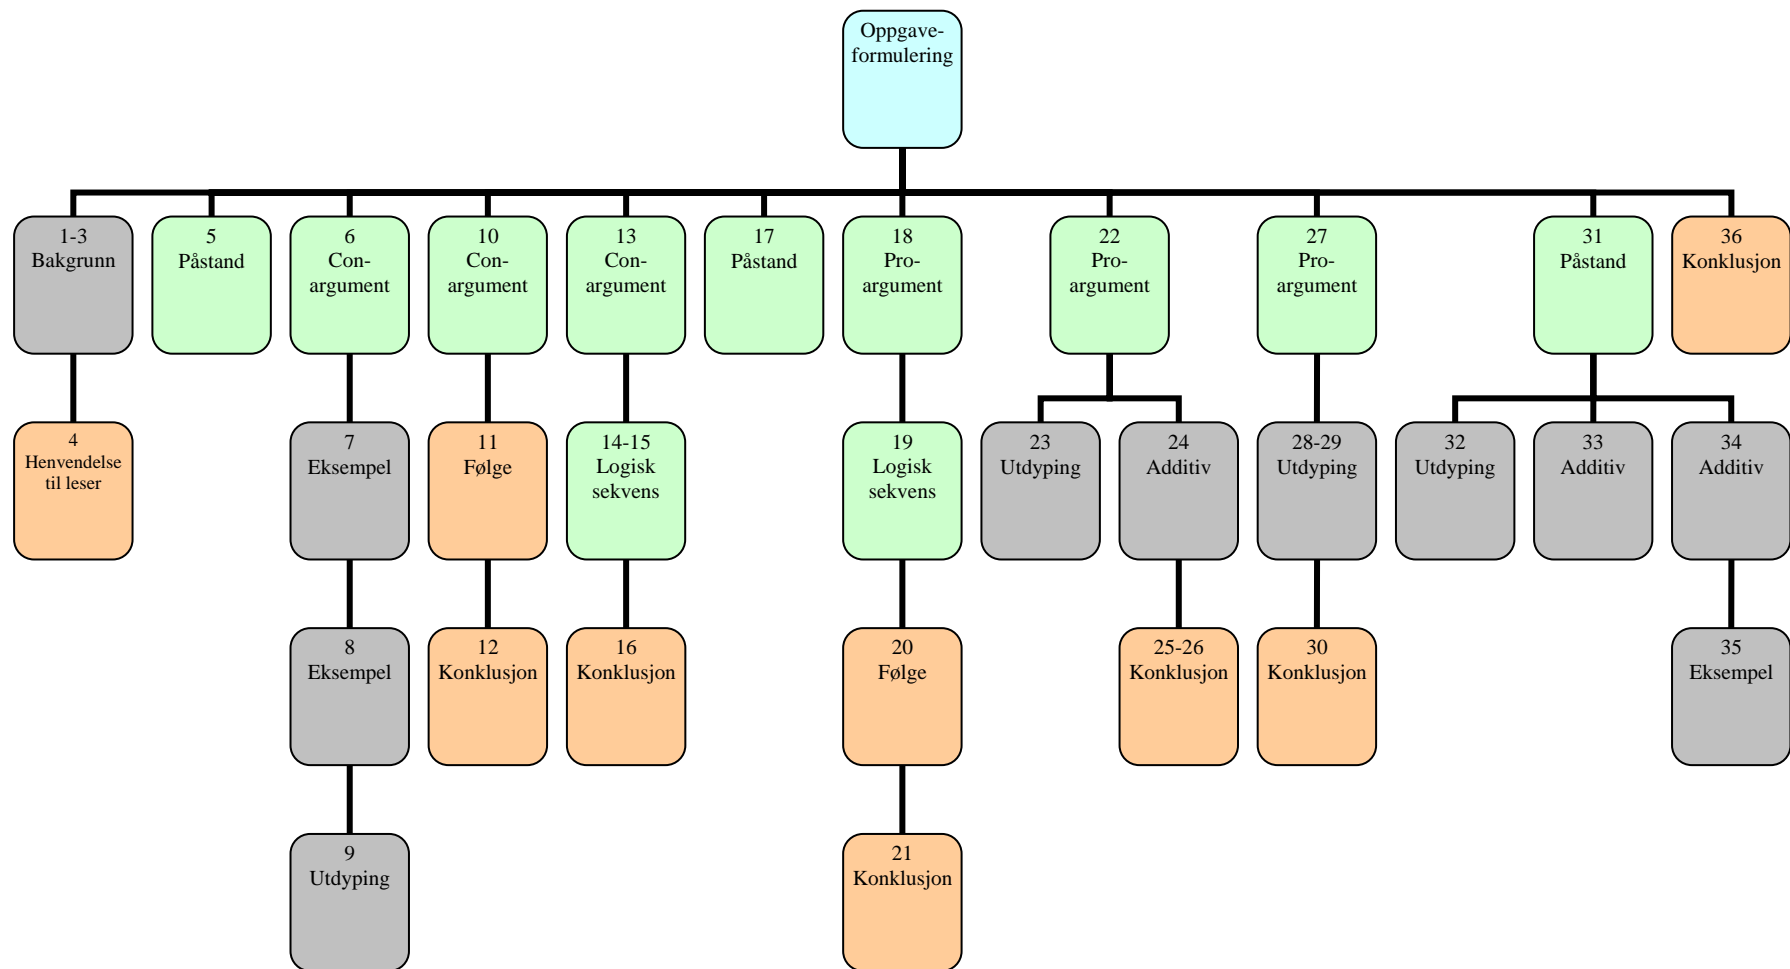 Oppgave-
formulering
1-3
Bakgrunn
5
Påstand
6
Con-
argument
10
Con-
argument
13
Con-
argument
17
Påstand
18
Pro-
argument
22
Pro-
argument
27
Pro-
argument
31
Påstand
36
Konklusjon
4
Henvendelse
til leser
7
Eksempel
11
Følge
14-15
Logisk
sekvens
19
Logisk
sekvens
23
Utdyping
24
Additiv
28-29
Utdyping
32
Utdyping
33
Additiv
34
Additiv
8
Eksempel
12
Konklusjon
16
Konklusjon
20
Følge
25-26
Konklusjon
30
Konklusjon
35
Eksempel
9
Utdyping
21
Konklusjon